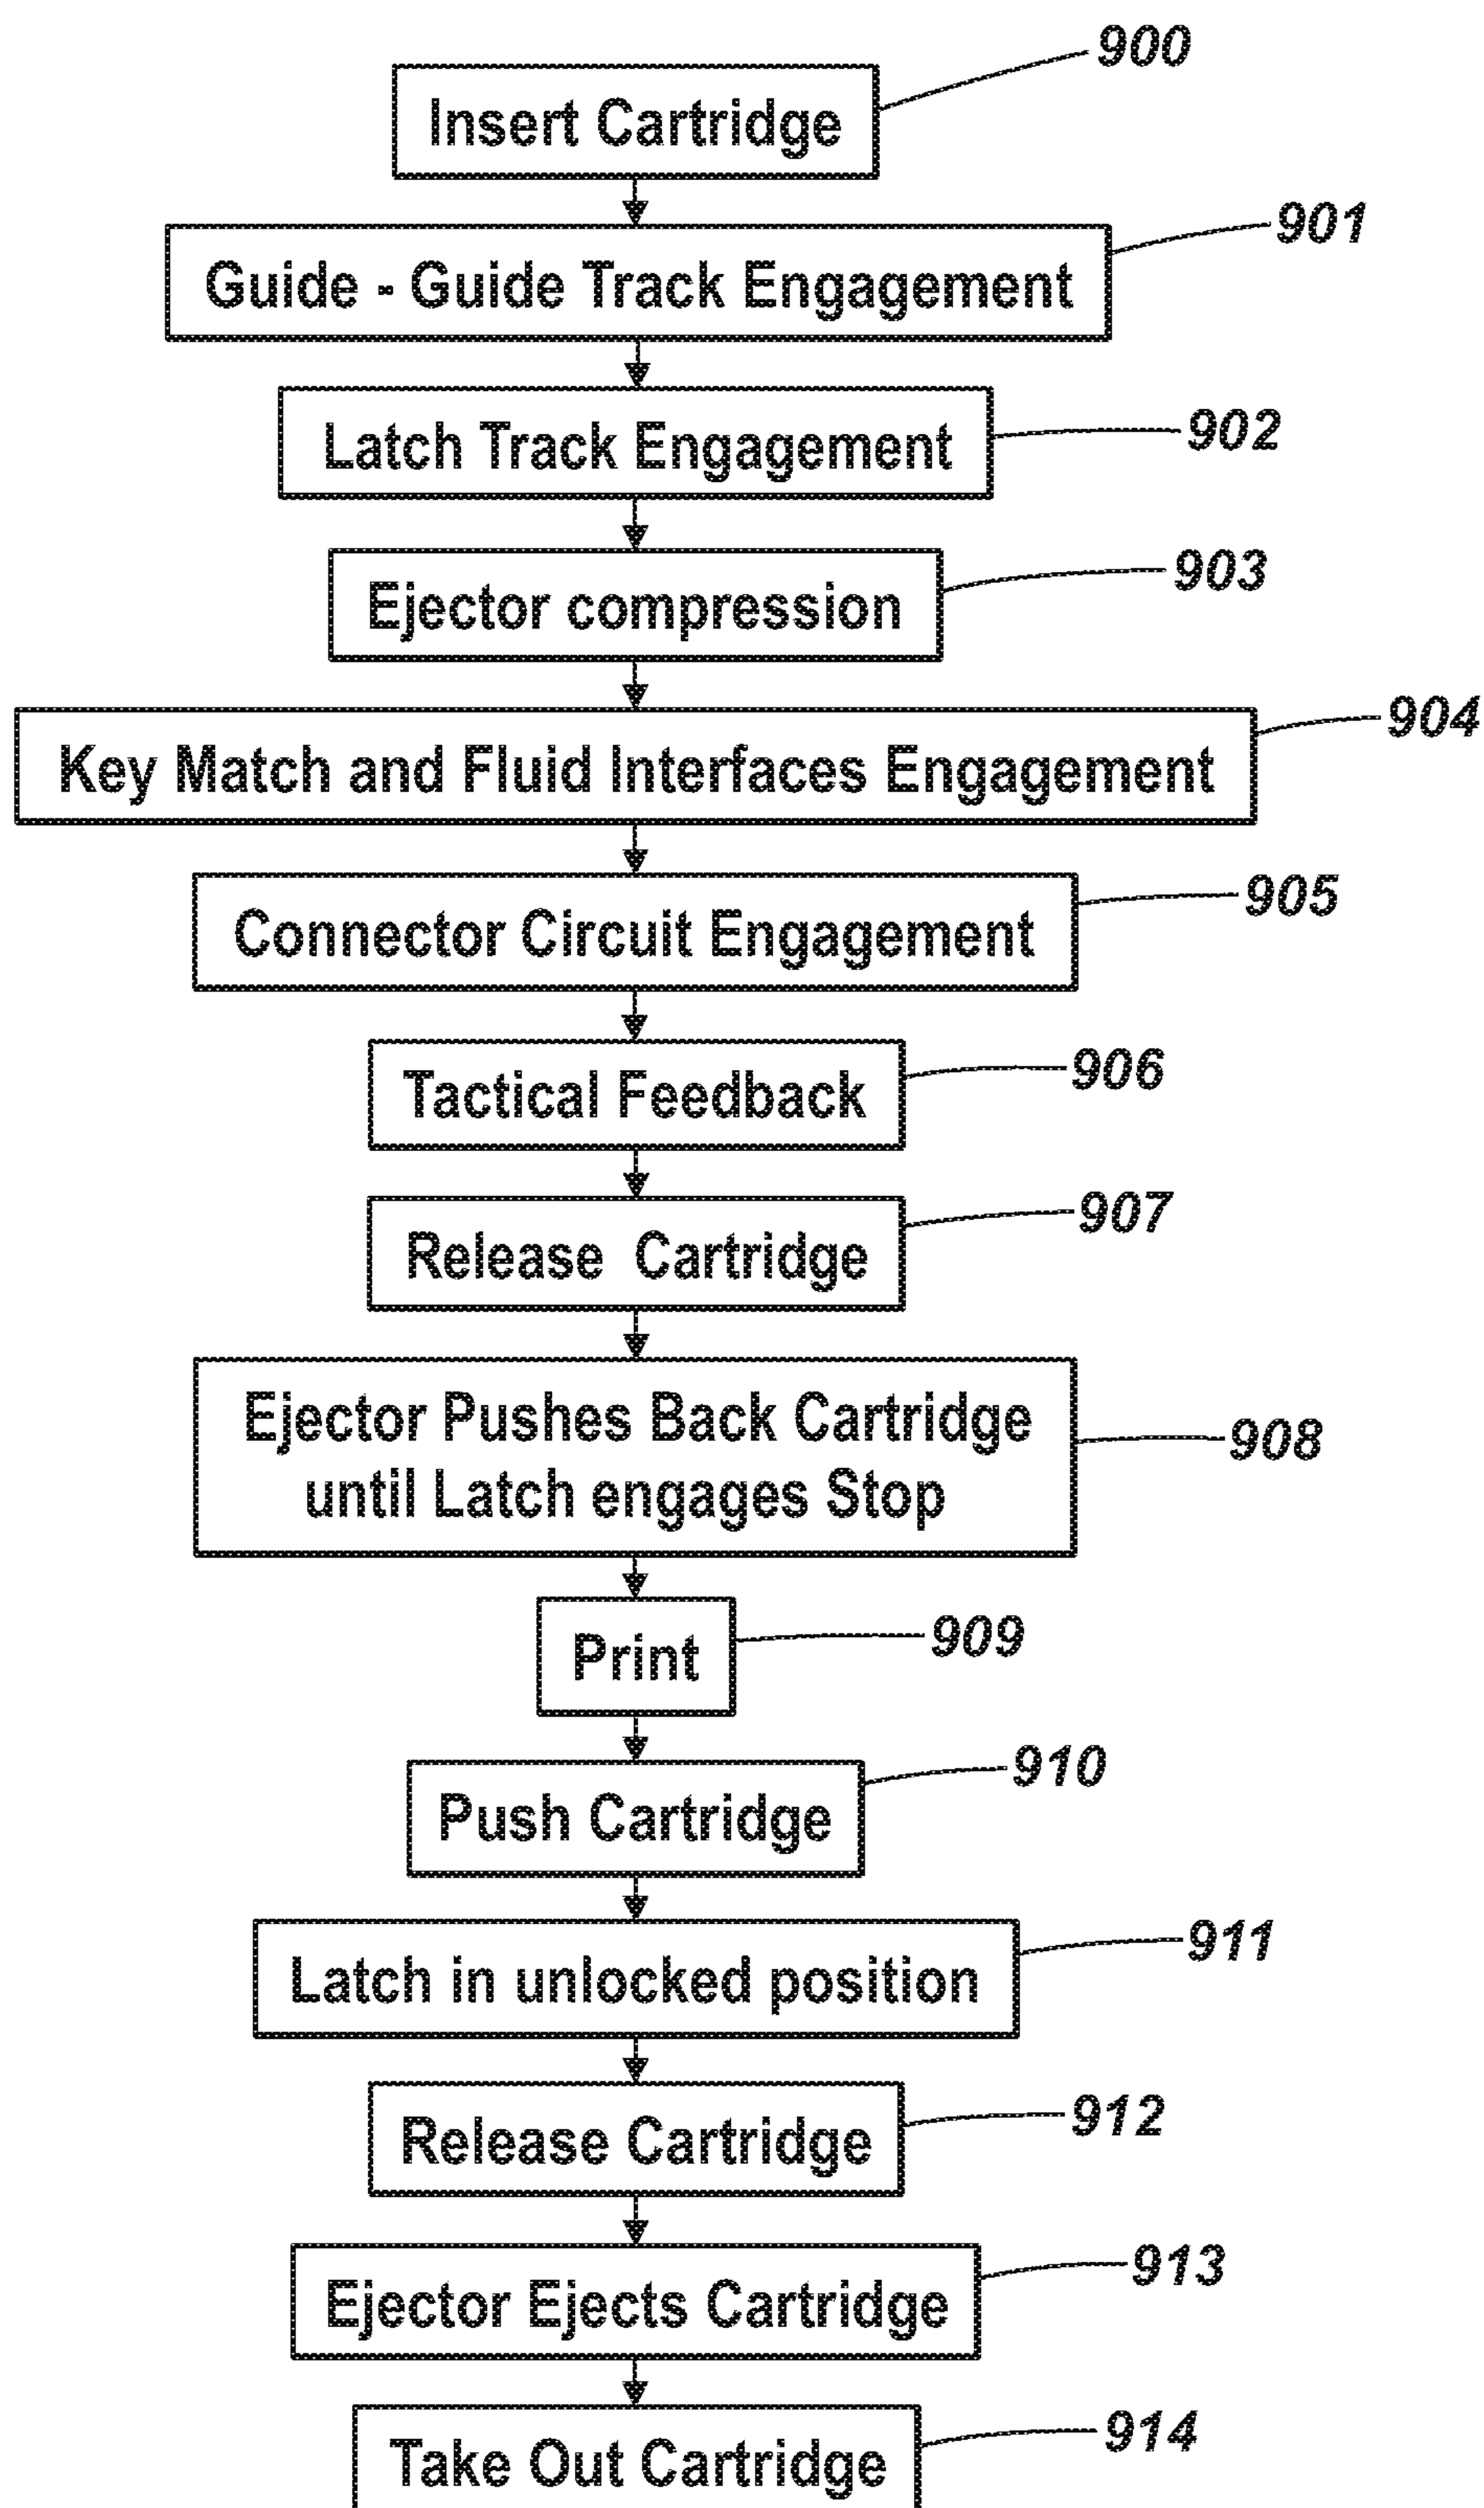 900
Insert Cartridge
901
Guide - Guide Track Engagement
902
Latch Track Engagement
903
Ejector compression
904
Key Match and Fluid Interfaces Engagement
905
Connector Circuit Engagement
906
Tactical Feedback
907
Release Cartridge
908
Ejector Pushes Back Cartridge
until Latch engages Stop
909
Print
910
Push Cartridge
911
Latch in unlocked position
912
Release Cartridge
913
Ejector Ejects Cartridge
914
Take Out Cartridge